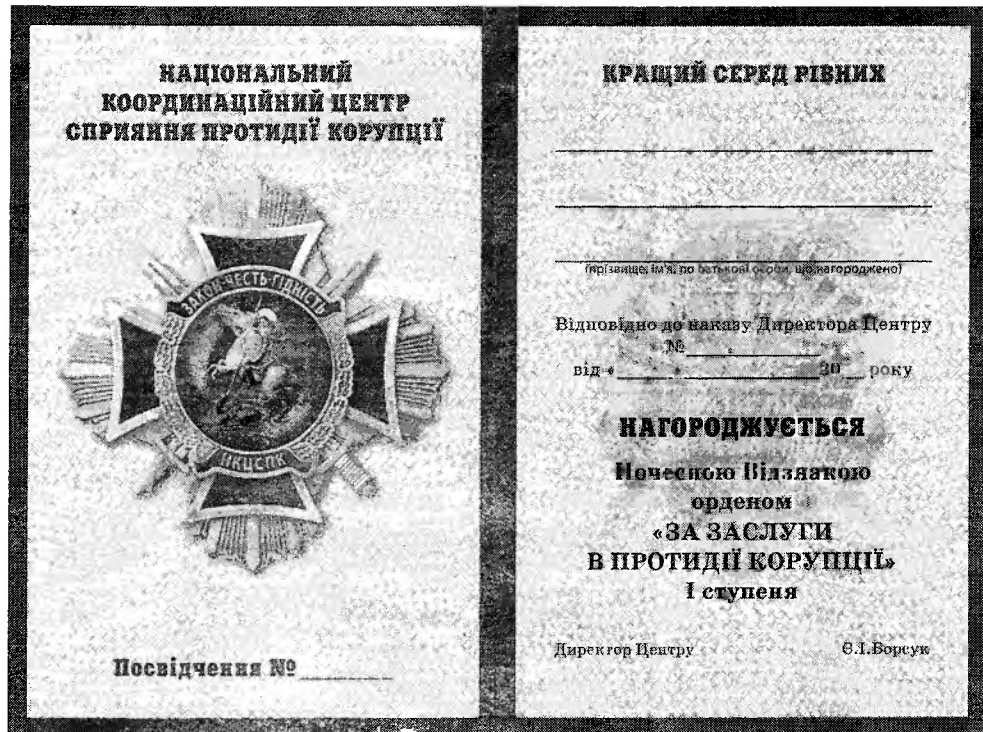 НАЦІОНАЛЬНИЙ
КООРДИНАЦІЙНИЙ ЦЕНТР
СПРИЯННЯ ПРОТИДІЇ КОРУПЦІЇ
ЗАКОН-ЧЕСТЬ-ГІДНІСТЬ
НКЦСПК
Посвідчення №
КРАЩИЙ СЕРЕД РІВНИХ
(прізвище, ім'я, по батькові особи, що нагороджено)
Відповідно до наказу Директора Центру
№
від «                    20    року
НАГОРОДЖУЄТЬСЯ
Почесною Відзнакою
орденом
«ЗА ЗАСЛУГИ
В ПРОТИДІЇ КОРУПЦІЇ»
І ступеня
Директор Центру Є.І.Борсук